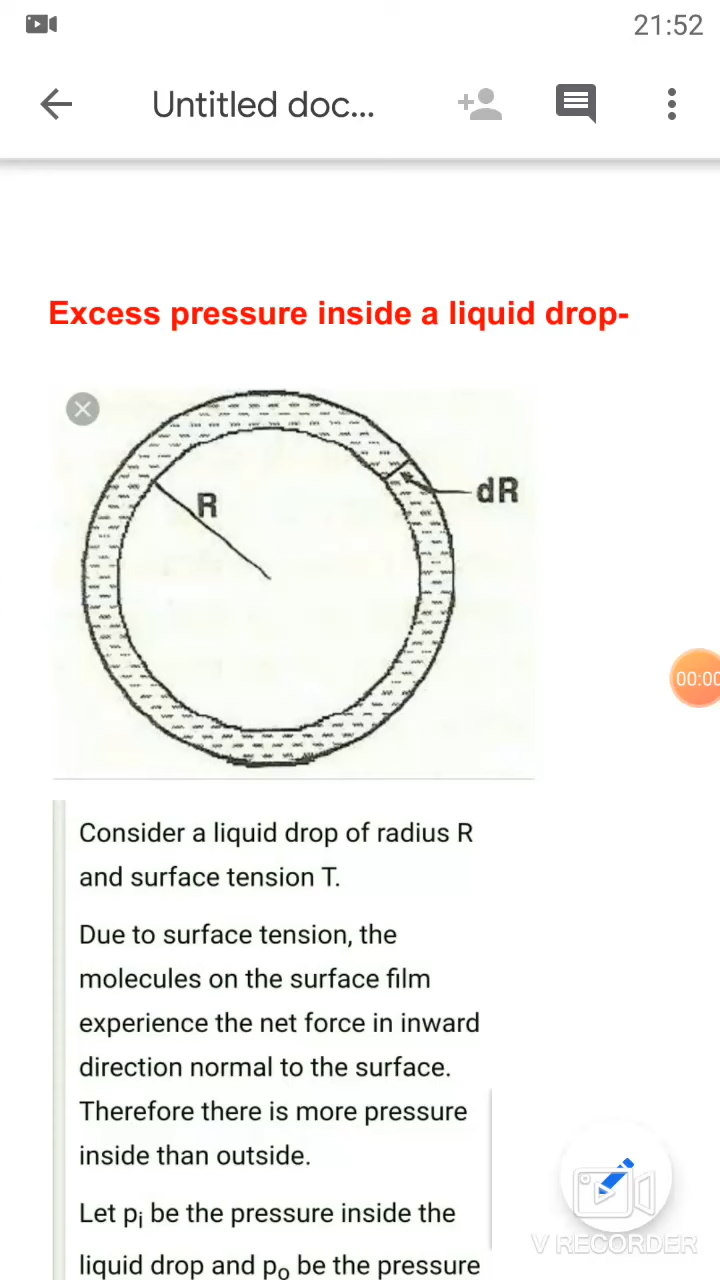 21:52
Untitled doc...
Excess pressure inside a liquid drop-
R
dR
00:00
Consider a liquid drop of radius R
and surface tension T.
Due to surface tension, the
molecules on the surface film
experience the net force in inward
direction normal to the surface.
Therefore there is more pressure
inside than outside.
Let pᵢ be the pressure inside the
liquid drop and pₒ be the pressure
V RECORDER